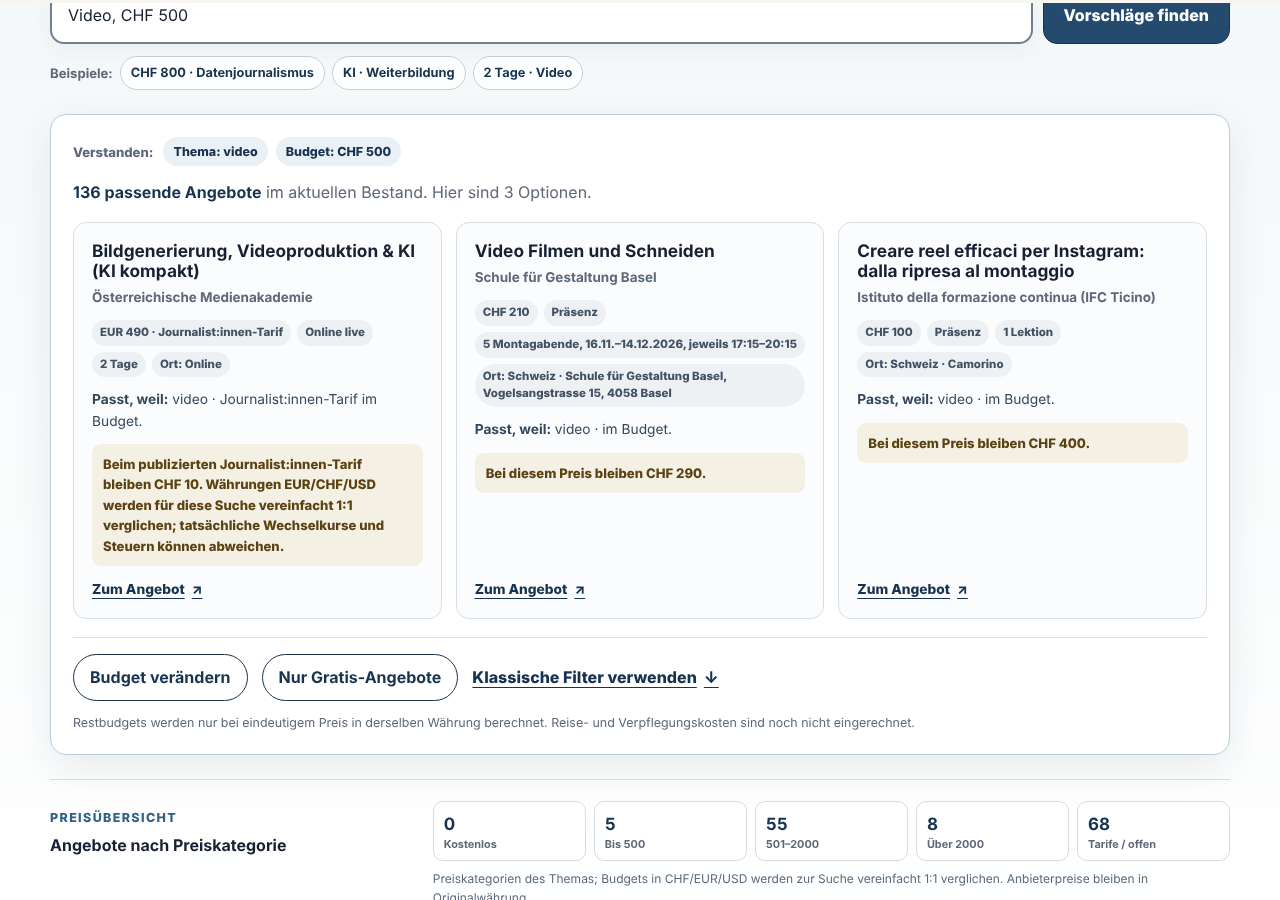 Video, CHF 500
Vorschläge finden
Beispiele:
CHF 800 · Datenjournalismus
KI · Weiterbildung
2 Tage · Video
Verstanden:
Thema: video
Budget: CHF 500
136 passende Angebote im aktuellen Bestand. Hier sind 3 Optionen.
Bildgenerierung, Videoproduktion & KI
(KI kompakt)
Österreichische Medienakademie
EUR 490 · Journalist:innen-Tarif
Online live
2 Tage
Ort: Online
Passt, weil: video · Journalist:innen-Tarif im
Budget.
Beim publizierten Journalist:innen-Tarif
bleiben CHF 10. Währungen EUR/CHF/USD
werden für diese Suche vereinfacht 1:1
verglichen; tatsächliche Wechselkurse und
Steuern können abweichen.
Zum Angebot ↗
Video Filmen und Schneiden
Schule für Gestaltung Basel
CHF 210
Präsenz
5 Montagabende, 16.11.–14.12.2026, jeweils 17:15–20:15
Ort: Schweiz · Schule für Gestaltung Basel,
Vogelsangstrasse 15, 4058 Basel
Passt, weil: video · im Budget.
Bei diesem Preis bleiben CHF 290.
Zum Angebot ↗
Creare reel efficaci per Instagram:
dalla ripresa al montaggio
Istituto della formazione continua (IFC Ticino)
CHF 100
Präsenz
1 Lektion
Ort: Schweiz · Camorino
Passt, weil: video · im Budget.
Bei diesem Preis bleiben CHF 400.
Zum Angebot ↗
Budget verändern
Nur Gratis-Angebote
Klassische Filter verwenden ↓
Restbudgets werden nur bei eindeutigem Preis in derselben Währung berechnet. Reise- und Verpflegungskosten sind noch nicht eingerechnet.
PREISÜBERSICHT
Angebote nach Preiskategorie
0
Kostenlos
5
Bis 500
55
501–2000
8
Über 2000
68
Tarife / offen
Preiskategorien des Themas; Budgets in CHF/EUR/USD werden zur Suche vereinfacht 1:1 verglichen. Anbieterpreise bleiben in
Originalwährung.